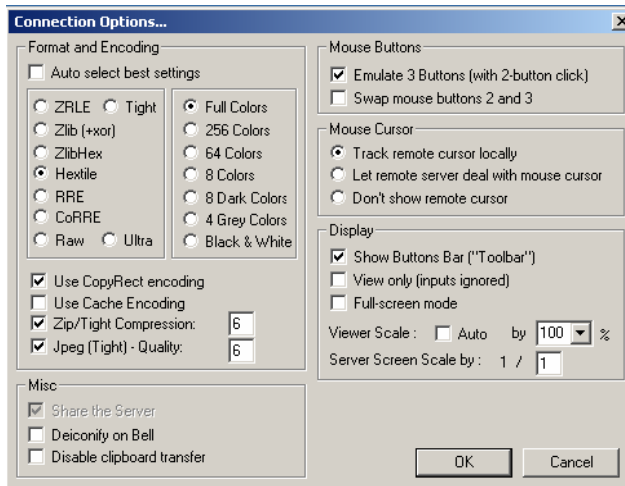 Connection Options...
Format and Encoding
Auto select best settings
ZRLE Tight
Zlib (+xor)
ZlibHex
Hextile
RRE
CoRRE
Raw Ultra
Full Colors
256 Colors
64 Colors
8 Colors
8 Dark Colors
4 Grey Colors
Black & White
Use CopyRect encoding
Use Cache Encoding
Zip/Tight Compression: 6
Jpeg (Tight) - Quality: 6
Misc
Share the Server
Deiconify on Bell
Disable clipboard transfer
Mouse Buttons
Emulate 3 Buttons (with 2-button click)
Swap mouse buttons 2 and 3
Mouse Cursor
Track remote cursor locally
Let remote server deal with mouse cursor
Don't show remote cursor
Display
Show Buttons Bar ("Toolbar")
View only (inputs ignored)
Full-screen mode
Viewer Scale : Auto by 100 %
Server Screen Scale by : 1 / 1
OK Cancel